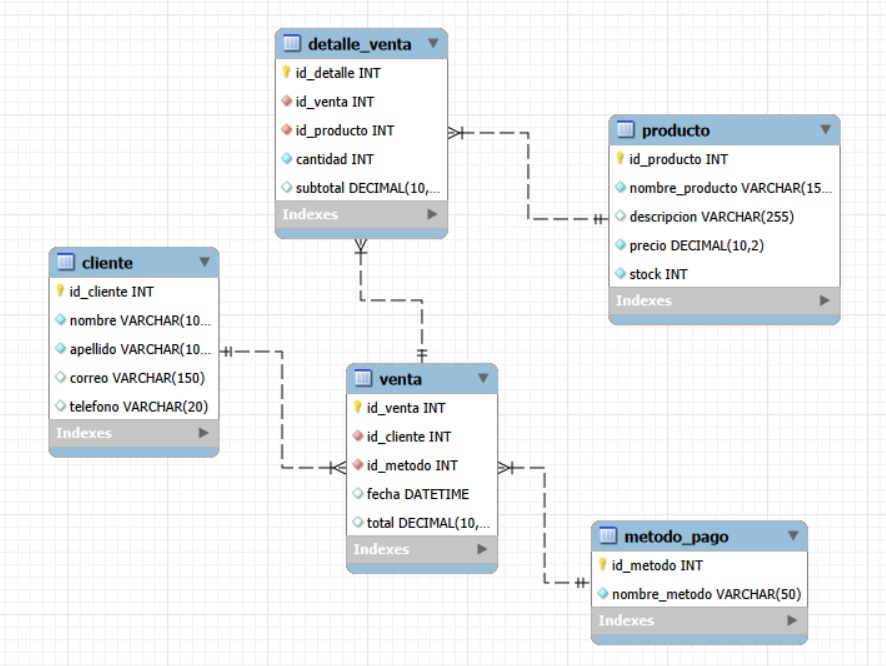 detalle_venta
id_detalle INT
id_venta INT
id_producto INT
cantidad INT
subtotal DECIMAL(10,...
Indexes
producto
id_producto INT
nombre_producto VARCHAR(15...
descripcion VARCHAR(255)
precio DECIMAL(10,2)
stock INT
Indexes
cliente
id_cliente INT
nombre VARCHAR(10...
apellido VARCHAR(10...
correo VARCHAR(150)
telefono VARCHAR(20)
Indexes
venta
id_venta INT
id_cliente INT
id_metodo INT
fecha DATETIME
total DECIMAL(10,...
Indexes
metodo_pago
id_metodo INT
nombre_metodo VARCHAR(50)
Indexes